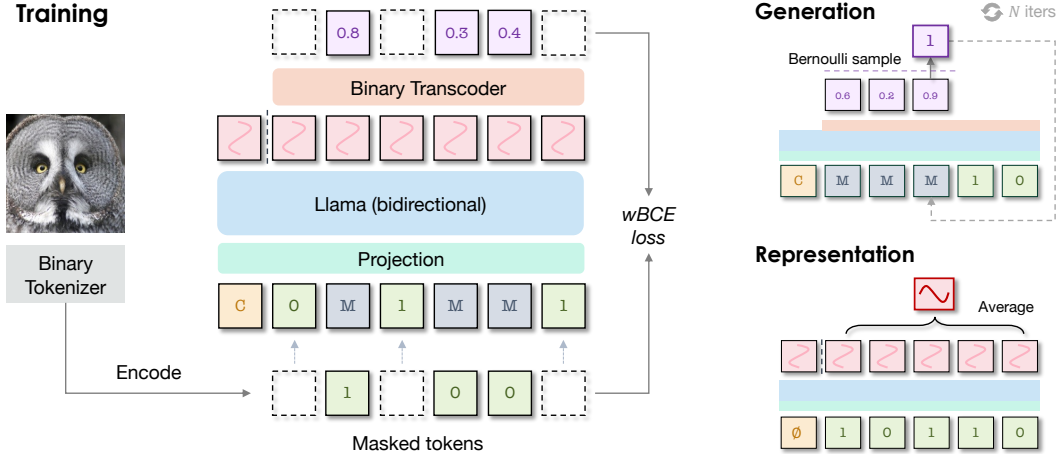 Training
0.8 0.3 0.4
Binary Transcoder
Llama (bidirectional)
Projection
C 0 M 1 M M 1
Binary
Tokenizer
Encode
1 0 0
Masked tokens
wBCE
loss
Generation
N iters
1
Bernoulli sample
0.6 0.2 0.9
C M M M 1 0
Representation
Average
Ø 1 0 1 1 0